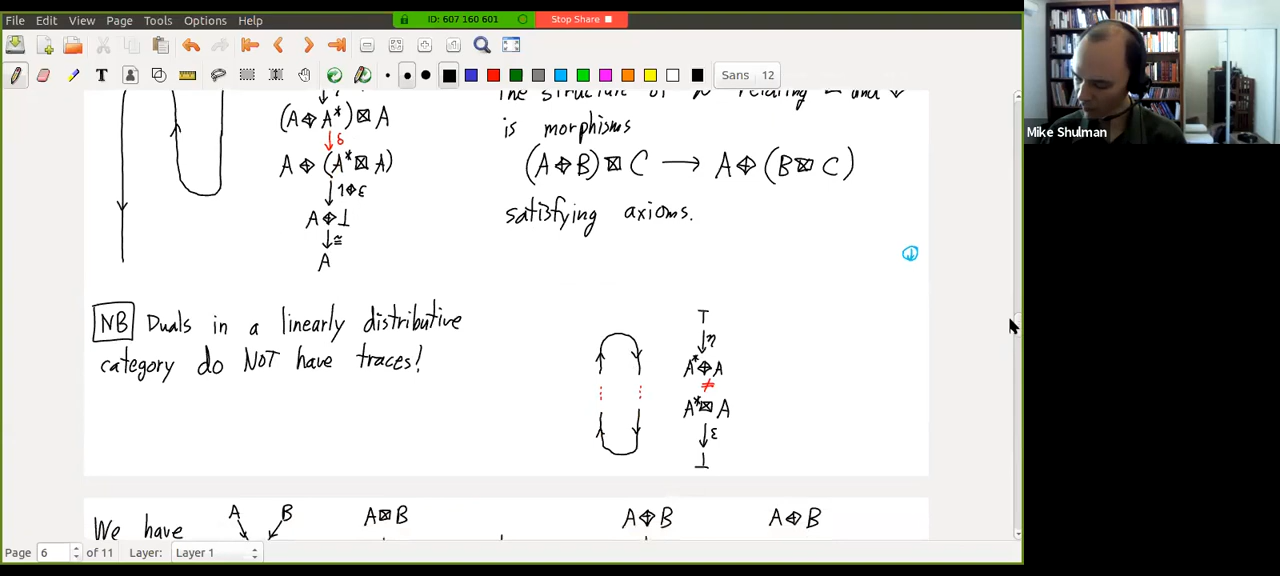 File Edit View Page Tools Options Help
ID: 607 160 601
Stop Share
Sans 12
Mike Shulman
(A⟐A*)⊠A
↓δ
A⟐(A*⊠A)
↓1⟐ε
A⟐⊥
↓≅
A
is morphisms
(A⟐B)⊠C → A⟐(B⊠C)
satisfying axioms.
NB Duals in a linearly distributive
category do NOT have traces!
⊤
↓η
A*⟐A
≠
A*⊠A
↓ε
⊥
We have
A B
A⊠B
A⟐B
A⟐B
Page 6 of 11 Layer: Layer 1